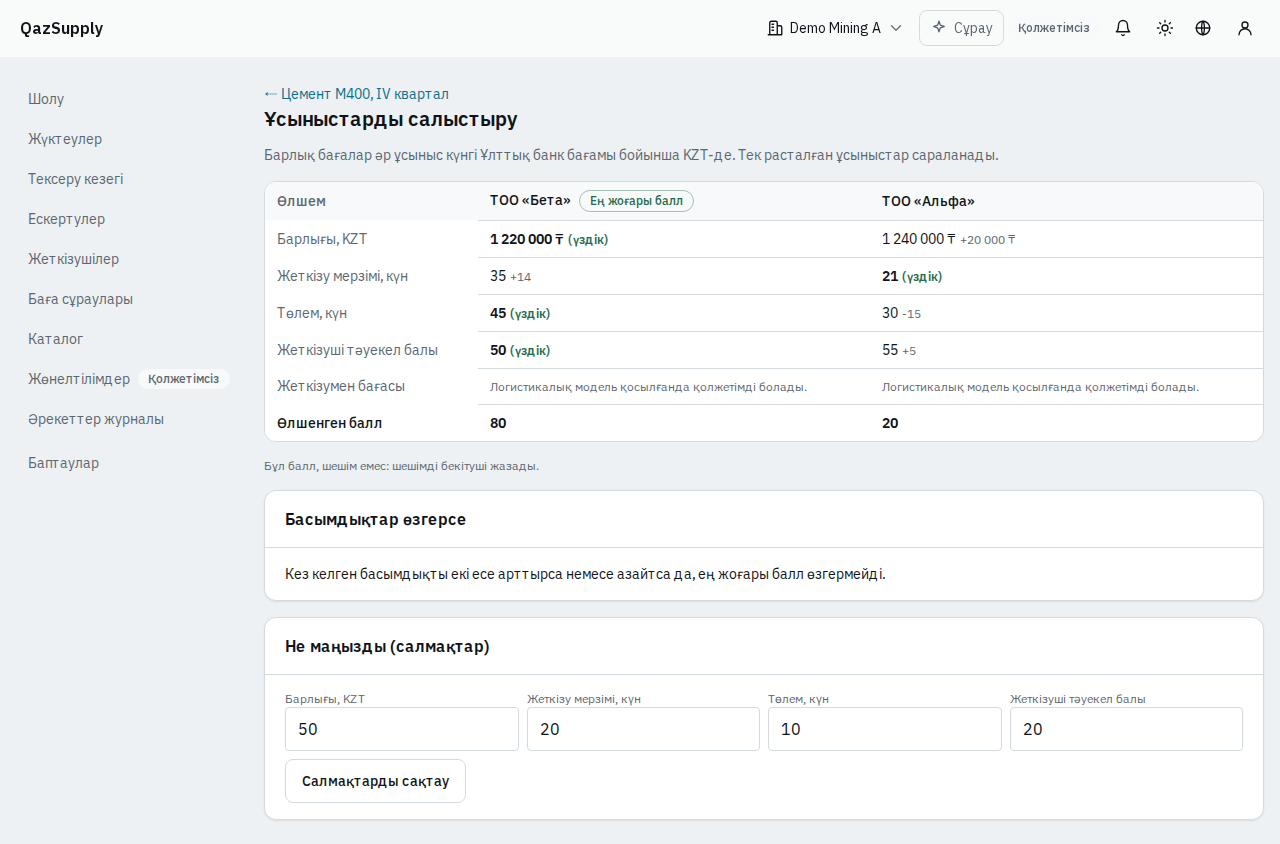 QazSupply
Demo Mining A
Сұрау
Қолжетімсіз
Шолу
Жүктеулер
Тексеру кезегі
Ескертулер
Жеткізушілер
Баға сұраулары
Каталог
Жөнелтілімдер Қолжетімсіз
Әрекеттер журналы
Баптаулар
← Цемент М400, IV квартал
Ұсыныстарды салыстыру
Барлық бағалар әр ұсыныс күнгі Ұлттық банк бағамы бойынша KZT-де. Тек расталған ұсыныстар сараланады.
Өлшем ТОО «Бета» Ең жоғары балл ТОО «Альфа»
Барлығы, KZT 1 220 000 ₸ (үздік) 1 240 000 ₸ +20 000 ₸
Жеткізу мерзімі, күн 35 +14 21 (үздік)
Төлем, күн 45 (үздік) 30 -15
Жеткізуші тәуекел балы 50 (үздік) 55 +5
Жеткізумен бағасы Логистикалық модель қосылғанда қолжетімді болады. Логистикалық модель қосылғанда қолжетімді болады.
Өлшенген балл 80 20
Бұл балл, шешім емес: шешімді бекітуші жазады.
Басымдықтар өзгерсе
Кез келген басымдықты екі есе арттырса немесе азайтса да, ең жоғары балл өзгермейді.
Не маңызды (салмақтар)
Барлығы, KZT Жеткізу мерзімі, күн Төлем, күн Жеткізуші тәуекел балы
50 20 10 20
Салмақтарды сақтау